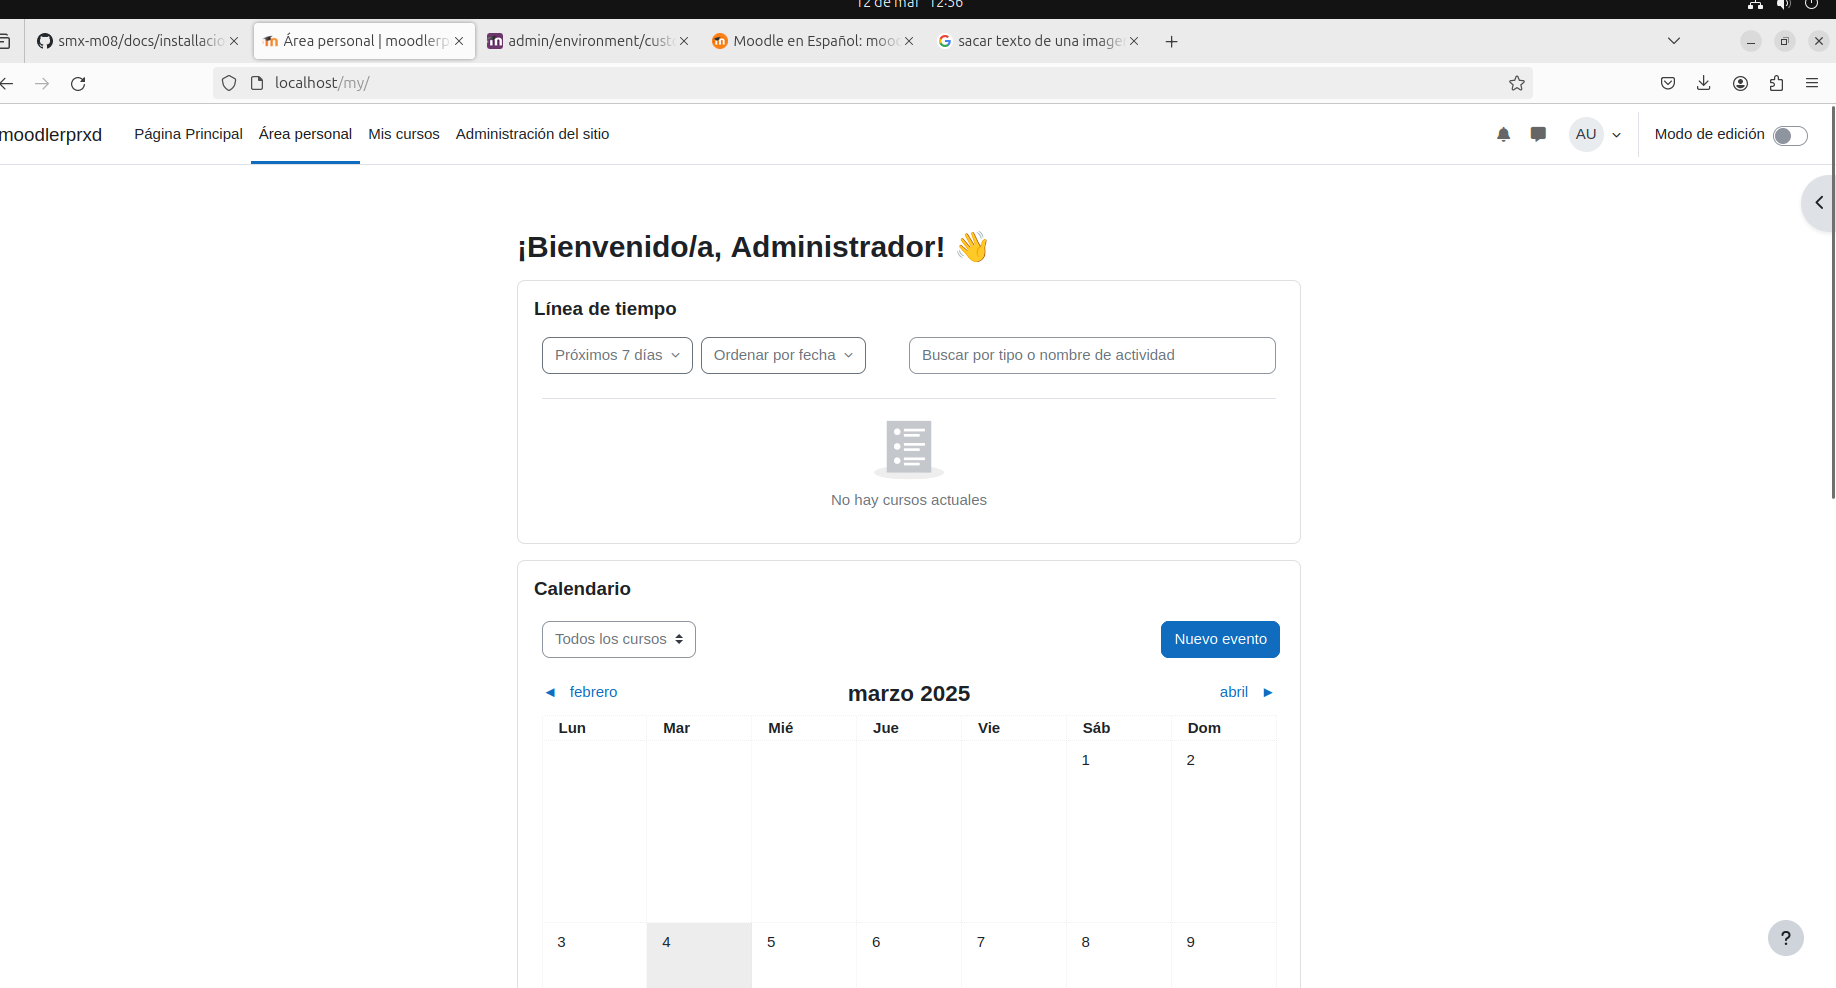 12 de mar 12:56
smx-m08/docs/installacio
Área personal | moodlerp
admin/environment/cust
Moodle en Español: mood
sacar texto de una image
localhost/my/
moodlerprxd
Página Principal
Área personal
Mis cursos
Administración del sitio
AU
Modo de edición
¡Bienvenido/a, Administrador! 👋
Línea de tiempo
Próximos 7 días
Ordenar por fecha
Buscar por tipo o nombre de actividad
No hay cursos actuales
Calendario
Todos los cursos
Nuevo evento
◄ febrero
marzo 2025
abril ►
Lun Mar Mié Jue Vie Sáb Dom
1 2
3 4 5 6 7 8 9
?